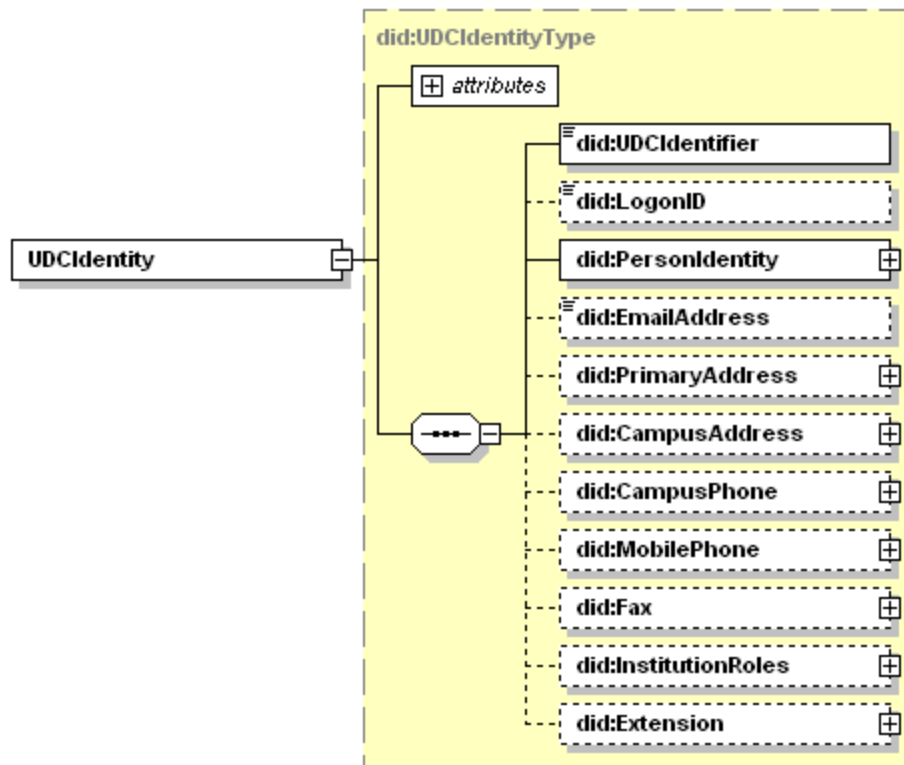 did:UDCIdentityType
attributes
did:UDCIdentifier
did:LogonID
UDCIdentity
did:PersonIdentity
did:EmailAddress
did:PrimaryAddress
did:CampusAddress
did:CampusPhone
did:MobilePhone
did:Fax
did:InstitutionRoles
did:Extension